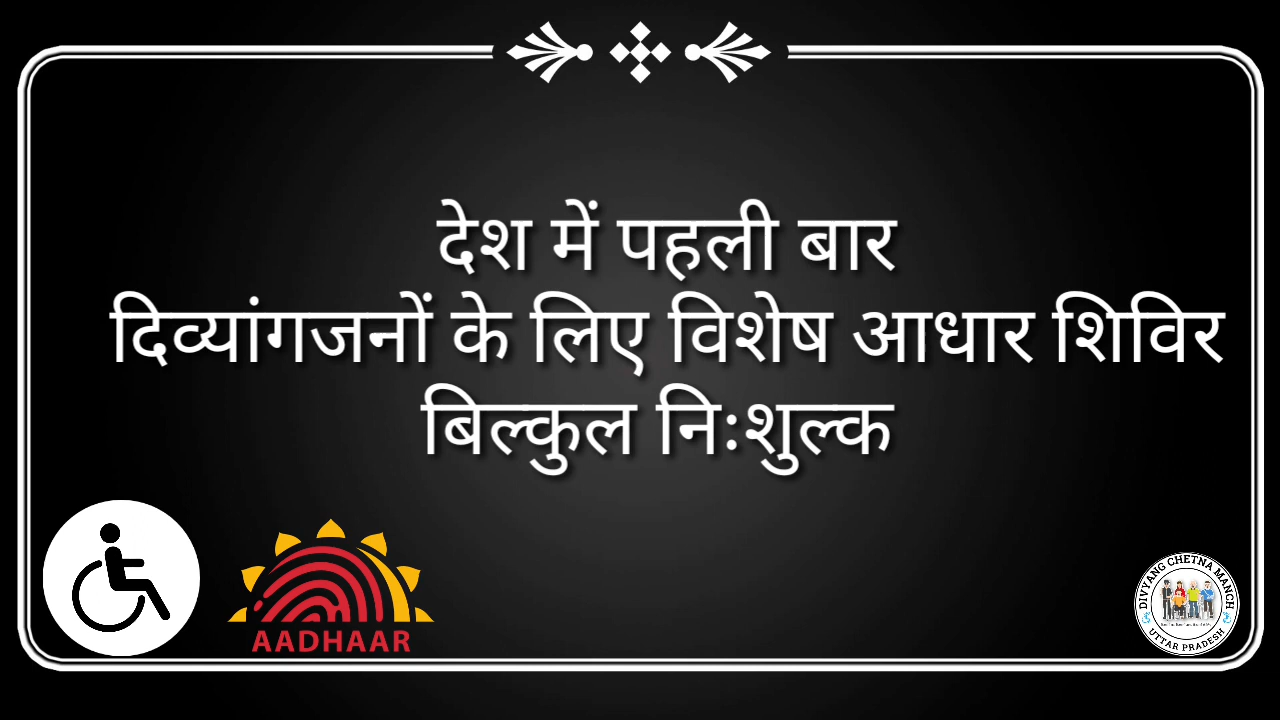 देश में पहली बार
दिव्यांगजनों के लिए विशेष आधार शिविर
बिल्कुल निःशुल्क
AADHAAR
DIVYANG CHETNA MANCH
UTTAR PRADESH